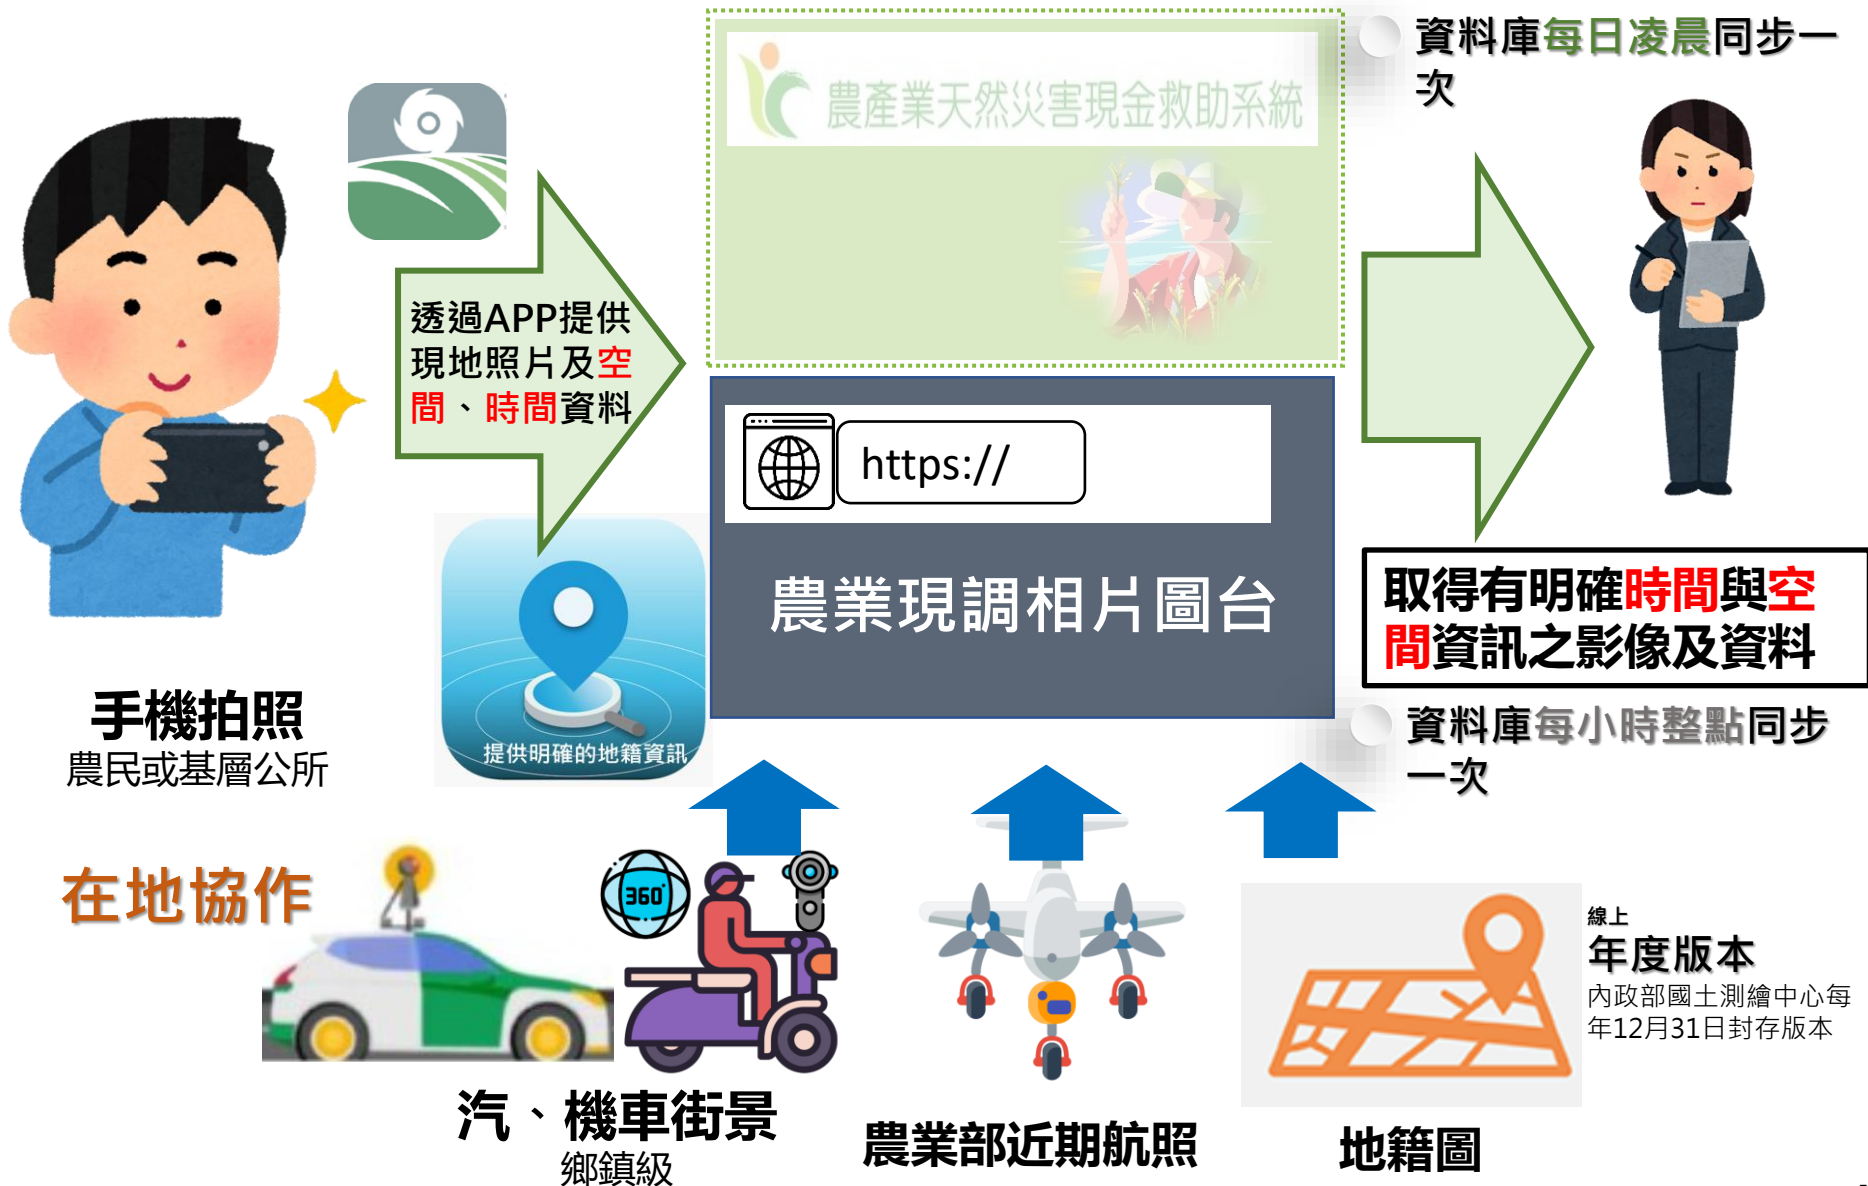 資料庫每日凌晨同步一
次
農產業天然災害現金救助系統
透過APP提供
現地照片及空
間、時間資料
https://
農業現調相片圖台
提供明確的地籍資訊
取得有明確時間與空
間資訊之影像及資料
資料庫每小時整點同步
一次
手機拍照
農民或基層公所
在地協作
360°
汽、機車街景
鄉鎮級
農業部近期航照
地籍圖
線上
年度版本
內政部國土測繪中心每
年12月31日封存版本